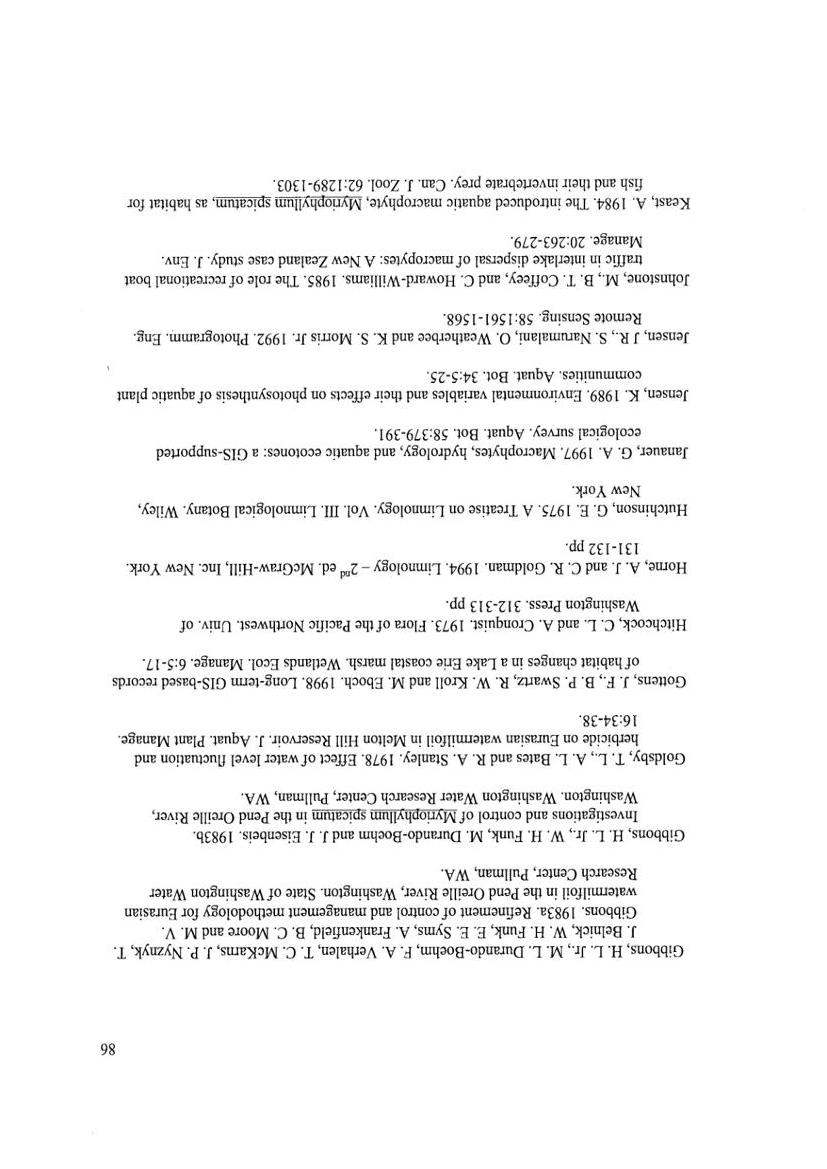 86
Gibbons, H. L. Jr., M. L. Durando-Boehm, F. A. Verhalen, T. C. McKarns, J. P. Nyznyk, T.
J. Belnick, W. H. Funk, E. E. Syms, A. Frankenfield, B. C. Moore and M. V.
Gibbons. 1983a. Refinement of control and management methodology for Eurasian
watermilfoil in the Pend Oreille River, Washington. State of Washington Water
Research Center, Pullman, WA.
Gibbons, H. L. Jr., W. H. Funk, M. Durando-Boehm and J. J. Eisenbeis. 1983b.
Investigations and control of Myriophyllum spicatum in the Pend Oreille River,
Washington. Washington Water Research Center, Pullman, WA.
Goldsby, T. L., A. L. Bates and R. A. Stanley. 1978. Effect of water level fluctuation and
herbicide on Eurasian watermilfoil in Melton Hill Reservoir. J. Aquat. Plant Manage.
16:34-38.
Gottens, J. F., B. P. Swartz, R. W. Kroll and M. Eboch. 1998. Long-term GIS-based records
of habitat changes in a Lake Erie coastal marsh. Wetlands Ecol. Manage. 6:5-17.
Hitchcock, C. L. and A. Cronquist. 1973. Flora of the Pacific Northwest. Univ. of
Washington Press. 312-313 pp.
Horne, A. J. and C. R. Goldman. 1994. Limnology – 2nd ed. McGraw-Hill, Inc. New York.
131-132 pp.
Hutchinson, G. E. 1975. A Treatise on Limnology. Vol. III. Limnological Botany. Wiley,
New York.
Janauer, G. A. 1997. Macrophytes, hydrology, and aquatic ecotones: a GIS-supported
ecological survey. Aquat. Bot. 58:379-391.
Jensen, K. 1989. Environmental variables and their effects on photosynthesis of aquatic plant
communities. Aquat. Bot. 34:5-25.
Jensen, J R., S. Narumalani, O. Weatherbee and K. S. Morris Jr. 1992. Photogramm. Eng.
Remote Sensing. 58:1561-1568.
Johnstone, M., B. T. Coffeey, and C. Howard-Williams. 1985. The role of recreational boat
traffic in interlake dispersal of macropytes: A New Zealand case study. J. Env.
Manage. 20:263-279.
Keast, A. 1984. The introduced aquatic macrophyte, Myriophyllum spicatum, as habitat for
fish and their invertebrate prey. Can. J. Zool. 62:1289-1303.